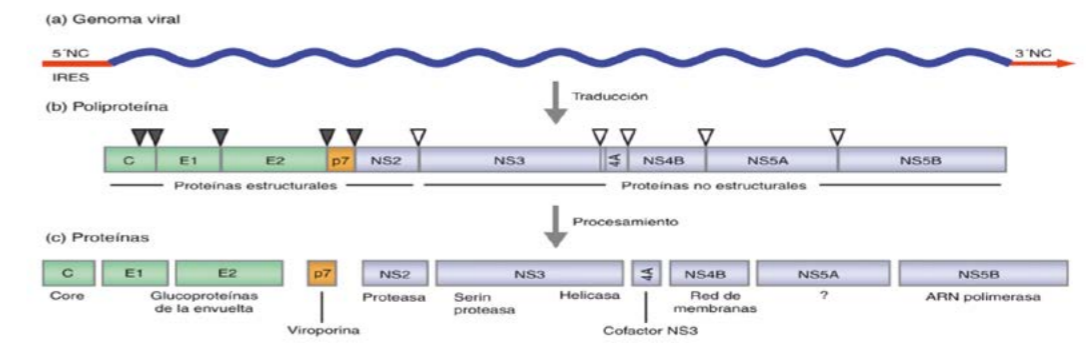 (a) Genoma viral
5´NC
3´NC
IRES
Traducción
(b) Poliproteína
C E1 E2 p7 NS2 NS3 4A NS4B NS5A NS5B
Proteínas estructurales
Proteínas no estructurales
Procesamiento
(c) Proteínas
C E1 E2 p7 NS2 NS3 4A NS4B NS5A NS5B
Core
Glucoproteínas
de la envuelta
Viroporina
Proteasa
Serin
proteasa
Helicasa
Cofactor NS3
Red de
membranas
?
ARN polimerasa